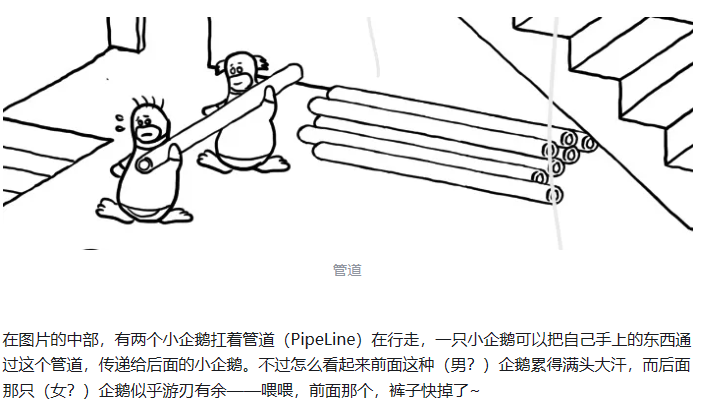 管道
在图片的中部，有两个小企鹅扛着管道（PipeLine）在行走，一只小企鹅可以把自己手上的东西通
过这个管道，传递给后面的小企鹅。不过怎么看起来前面这种（男？）企鹅累得满头大汗，而后面
那只（女？）企鹅似乎游刃有余——喂喂，前面那个，裤子快掉了~